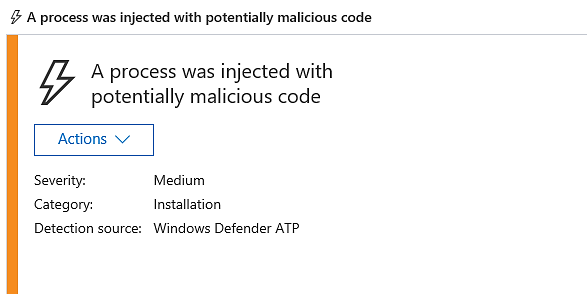 A process was injected with potentially malicious code
A process was injected with
potentially malicious code
Actions
Severity: Medium
Category: Installation
Detection source: Windows Defender ATP